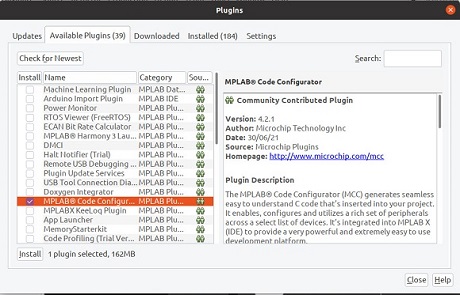 Plugins
Updates
Available Plugins (39)
Downloaded
Installed (184)
Settings
Check for Newest
Search:
Install Name Category Sou...
Machine Learning Plugin MPLAB Dat...
Arduino Import Plugin MPLAB IDE
Power Monitor MPLAB Plu...
RTOS Viewer (FreeRTOS) MPLAB Plu...
ECAN Bit Rate Calculator MPLAB Plu...
MPLAB® Harmony 3 Launc... MPLAB Plu...
DMCI MPLAB Plu...
Halt Notifier (Trial) MPLAB Plu...
Remote USB Debugging ... MPLAB Plu...
Plugin Update Services MPLAB Plu...
USB Tool Connection Dia... MPLAB Plu...
Doxygen Integrator MPLAB Plu...
MPLAB® Code Configur... MPLAB Plu...
MPLABX KeeLoq Plugin MPLAB Plu...
App Launcher MPLAB Plu...
MemoryStarterkit MPLAB Plu...
Code Profiling (Trial Ver... MPLAB Plu...
MPLAB® Code Configurator
Community Contributed Plugin
Version: 4.2.1
Author: Microchip Technology Inc
Date: 30/06/21
Source: Microchip Plugins
Homepage: http://www.microchip.com/mcc
Plugin Description
The MPLAB® Code Configurator (MCC) generates seamless
easy to understand C code that's inserted into your project.
It enables, configures and utilizes a rich set of peripherals
across a select list of devices. It's integrated into MPLAB X
(IDE) to provide a very powerful and extremely easy to use
development platform.
Install
1 plugin selected, 162MB
Close
Help